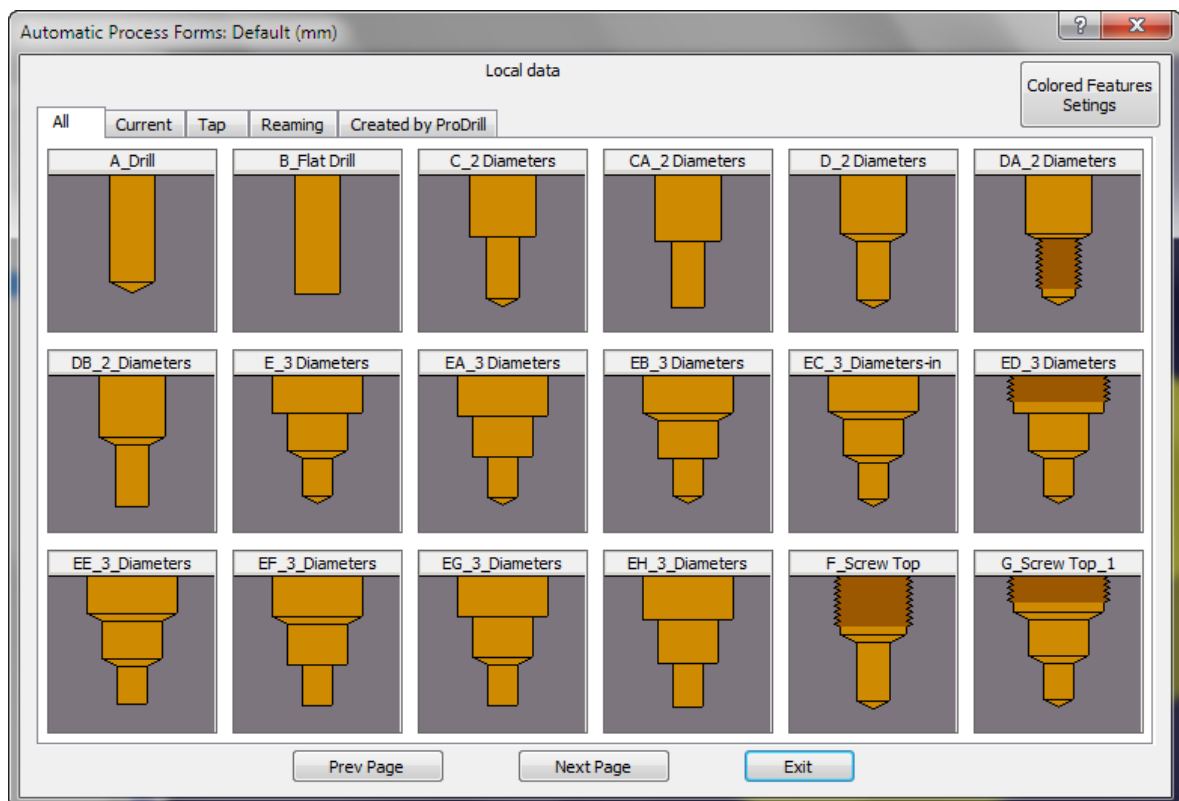 Automatic Process Forms: Default (mm)
Local data
Colored Features
Setings
All Current Tap Reaming Created by ProDrill
A_Drill B_Flat Drill C_2 Diameters CA_2 Diameters D_2 Diameters DA_2 Diameters
DB_2_Diameters E_3 Diameters EA_3 Diameters EB_3 Diameters EC_3_Diameters-in ED_3 Diameters
EE_3_Diameters EF_3_Diameters EG_3_Diameters EH_3_Diameters F_Screw Top G_Screw Top_1
Prev Page Next Page Exit